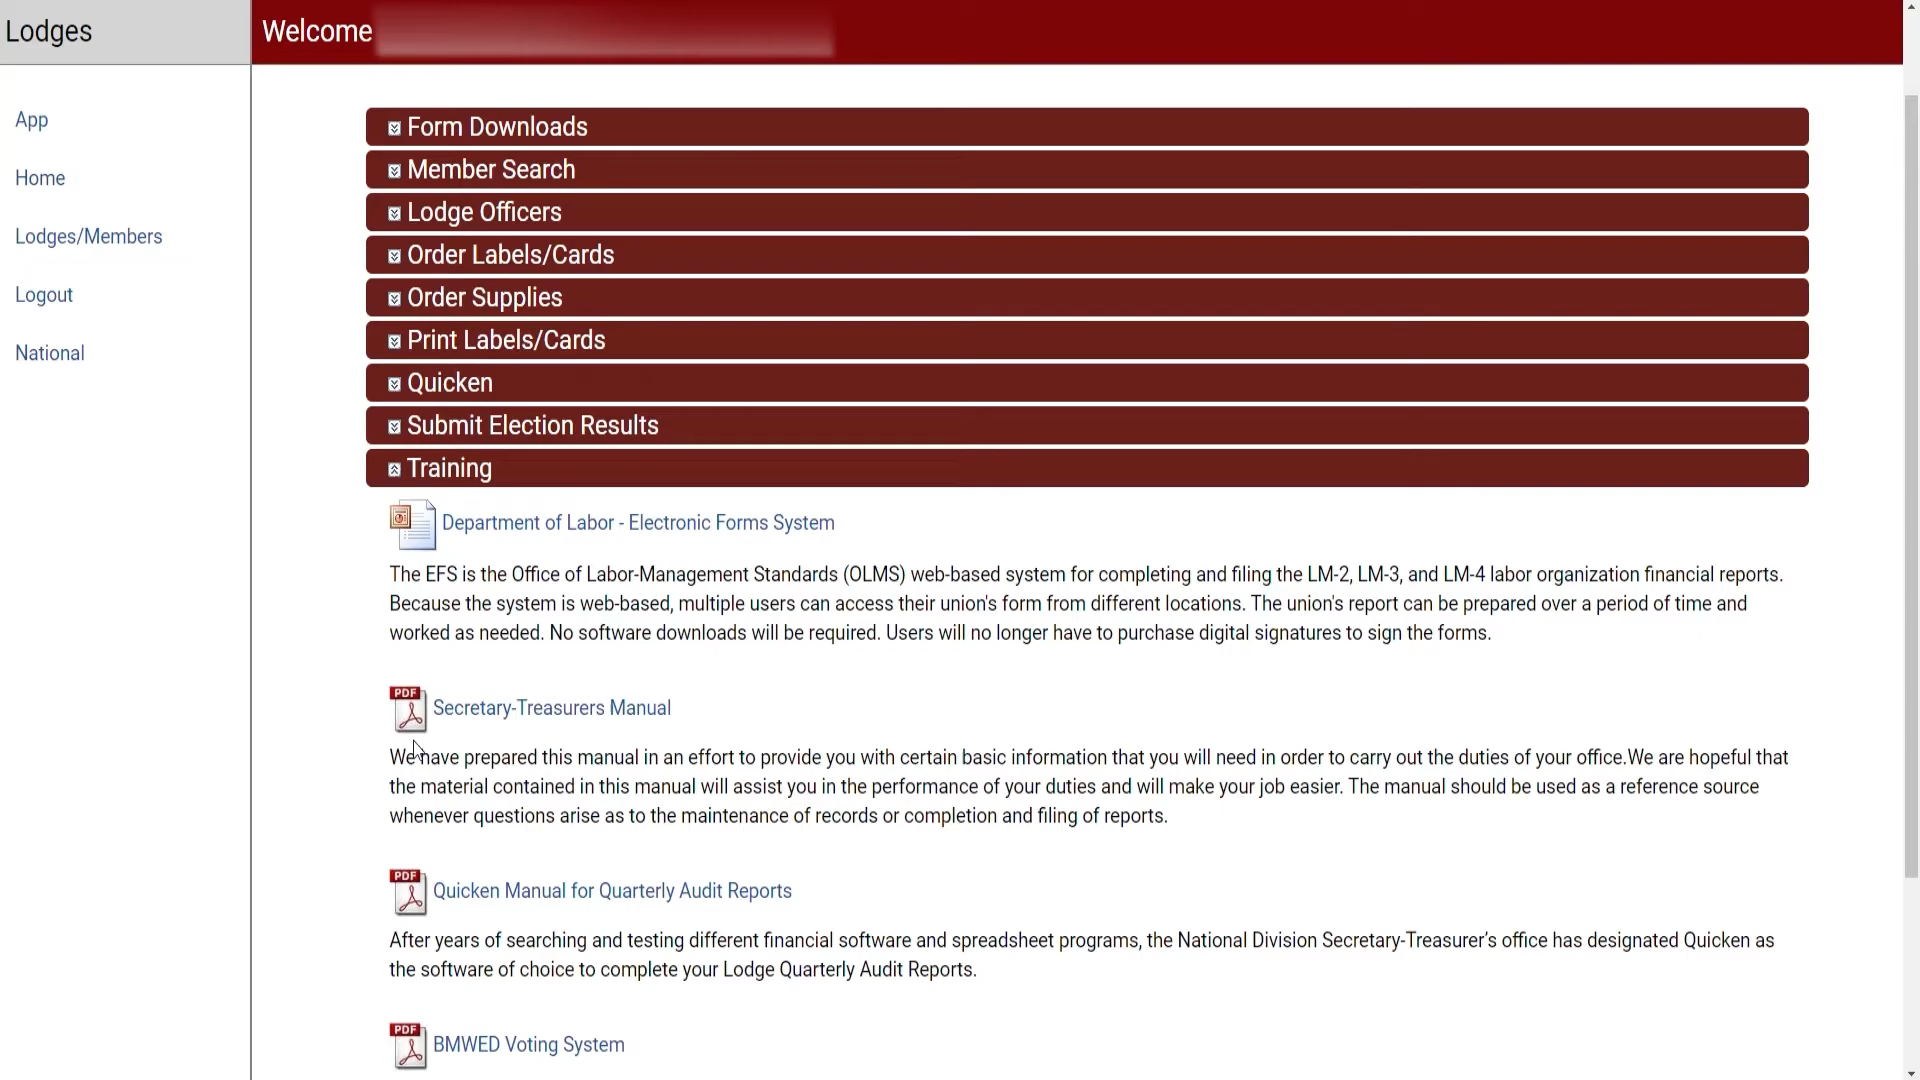 Lodges
Welcome
App
Home
Lodges/Members
Logout
National
Form Downloads
Member Search
Lodge Officers
Order Labels/Cards
Order Supplies
Print Labels/Cards
Quicken
Submit Election Results
Training
Department of Labor - Electronic Forms System
The EFS is the Office of Labor-Management Standards (OLMS) web-based system for completing and filing the LM-2, LM-3, and LM-4 labor organization financial reports.
Because the system is web-based, multiple users can access their union's form from different locations. The union's report can be prepared over a period of time and
worked as needed. No software downloads will be required. Users will no longer have to purchase digital signatures to sign the forms.
PDF
Secretary-Treasurers Manual
We have prepared this manual in an effort to provide you with certain basic information that you will need in order to carry out the duties of your office.We are hopeful that
the material contained in this manual will assist you in the performance of your duties and will make your job easier. The manual should be used as a reference source
whenever questions arise as to the maintenance of records or completion and filing of reports.
PDF
Quicken Manual for Quarterly Audit Reports
After years of searching and testing different financial software and spreadsheet programs, the National Division Secretary-Treasurer’s office has designated Quicken as
the software of choice to complete your Lodge Quarterly Audit Reports.
PDF
BMWED Voting System